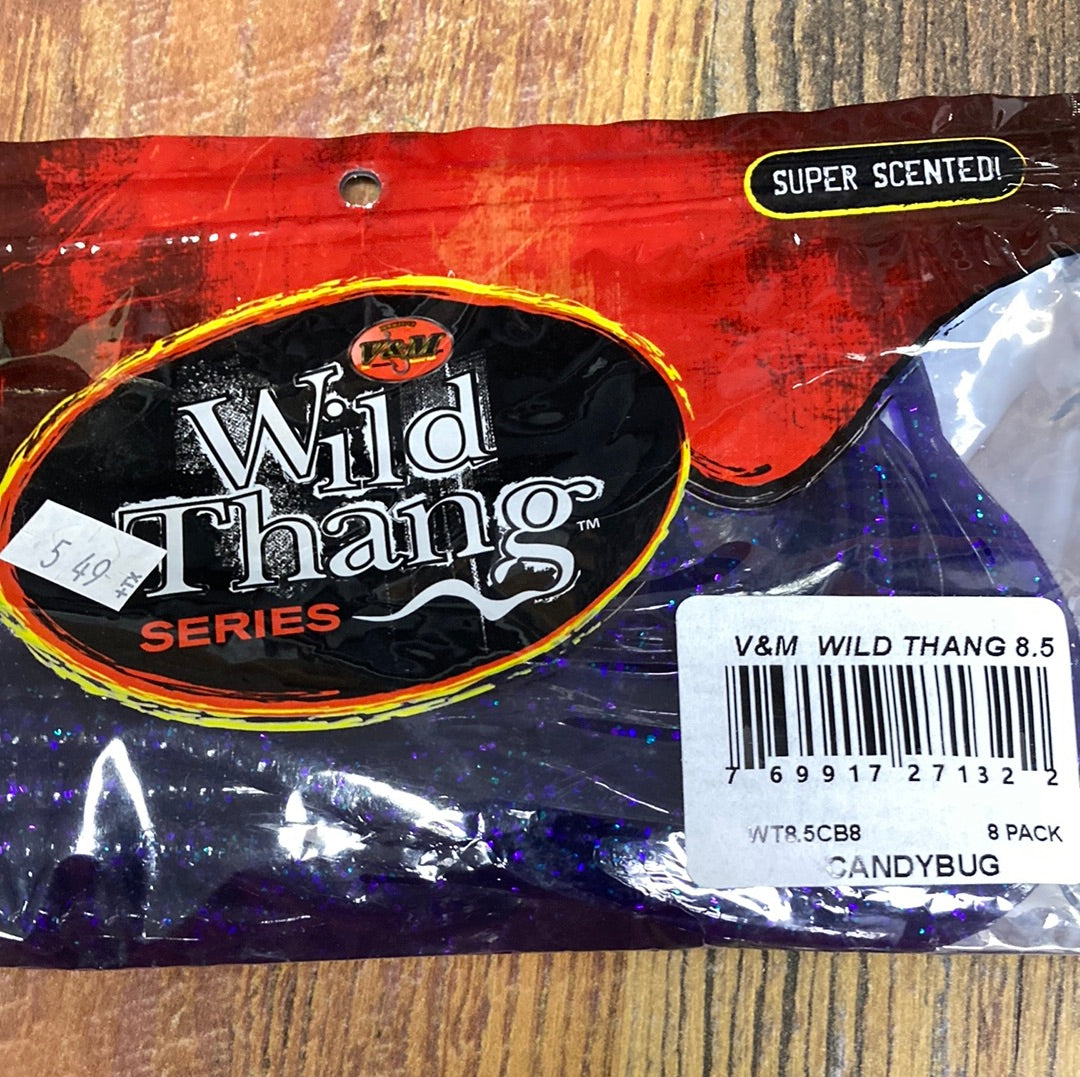 SUPER SCENTED!
V&M
Wild
Thang™
SERIES
5 49
+TX
V&M WILD THANG 8.5
7 69917 27132 2
WT8.5CB8 8 PACK
CANDYBUG